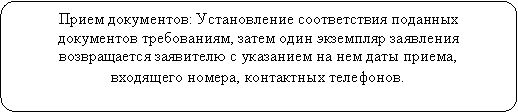 Прием документов: Установление соответствия поданных
документов требованиям, затем один экземпляр заявления
возвращается заявителю с указанием на нем даты приема,
входящего номера, контактных телефонов.